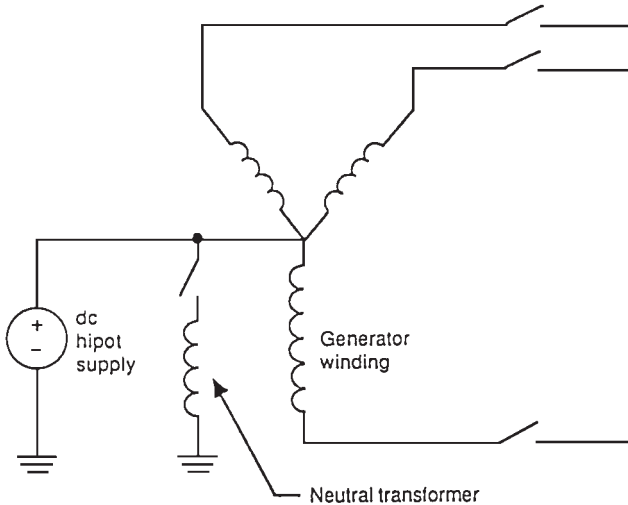 +
−
dc
hipot
supply
Generator
winding
Neutral transformer